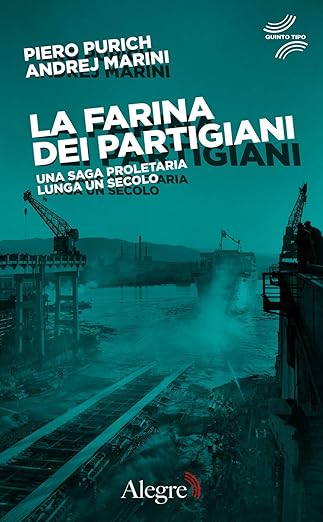 PIERO PURICH
ANDREJ MARINI
QUINTO TIPO
LA FARINA
DEI PARTIGIANI
UNA SAGA PROLETARIA
LUNGA UN SECOLO
Alegre